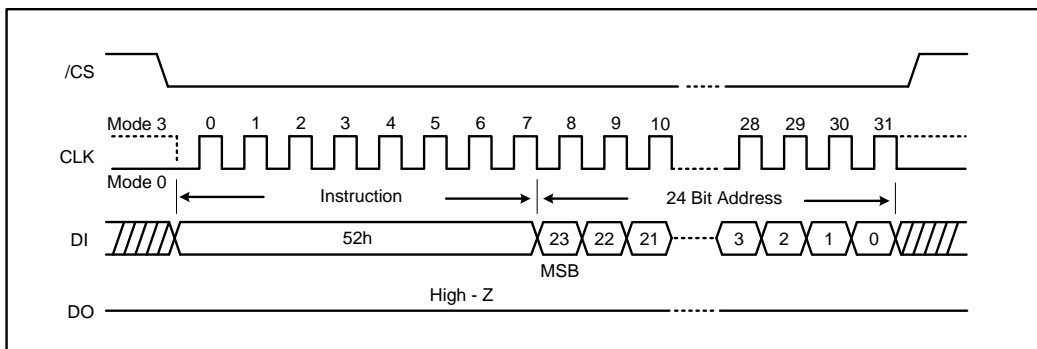 /CS
Mode 3 0 1 2 3 4 5 6 7 8 9 10 28 29 30 31
CLK
Mode 0
Instruction 24 Bit Address
DI 52h 23 22 21 3 2 1 0
MSB
High - Z
DO